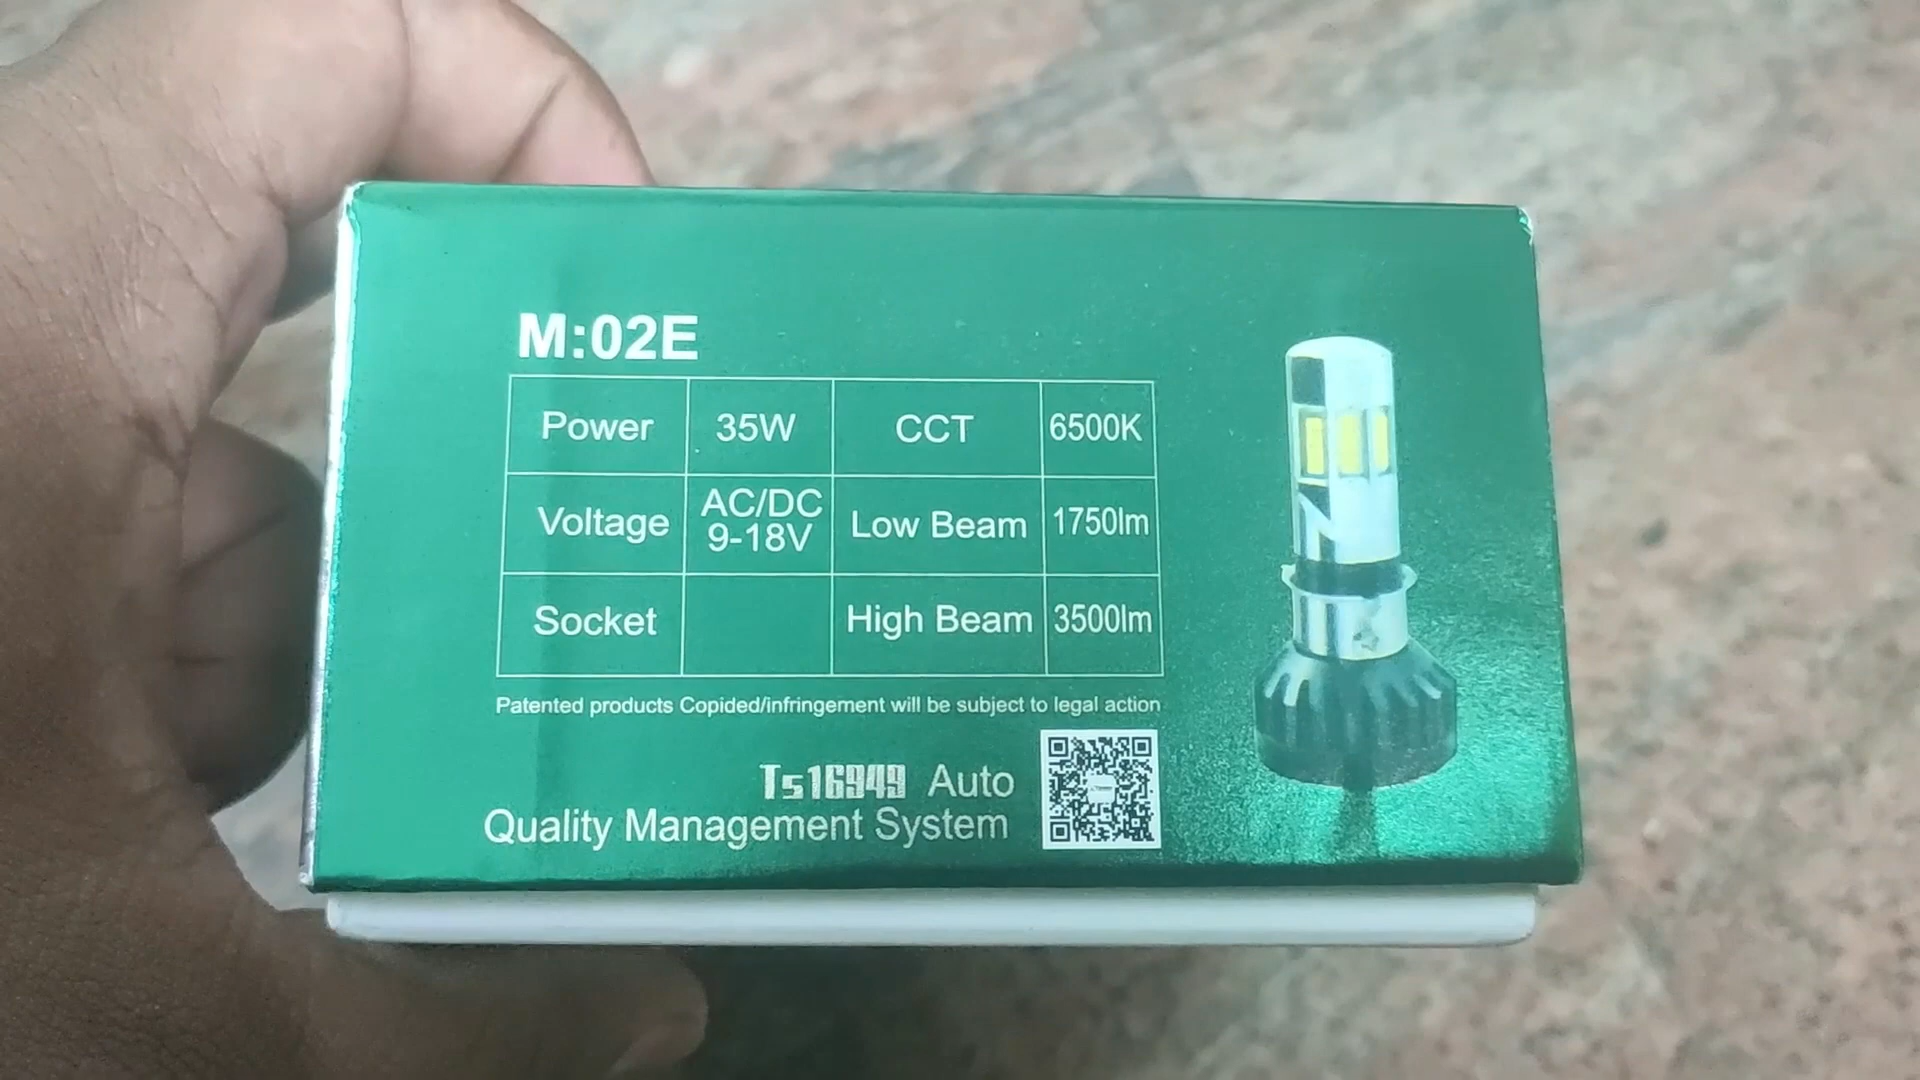 M:02E
Power 35W CCT 6500K
Voltage AC/DC 9-18V Low Beam 1750lm
Socket High Beam 3500lm
Patented products Copided/infringement will be subject to legal action
Ts16949 Auto
Quality Management System